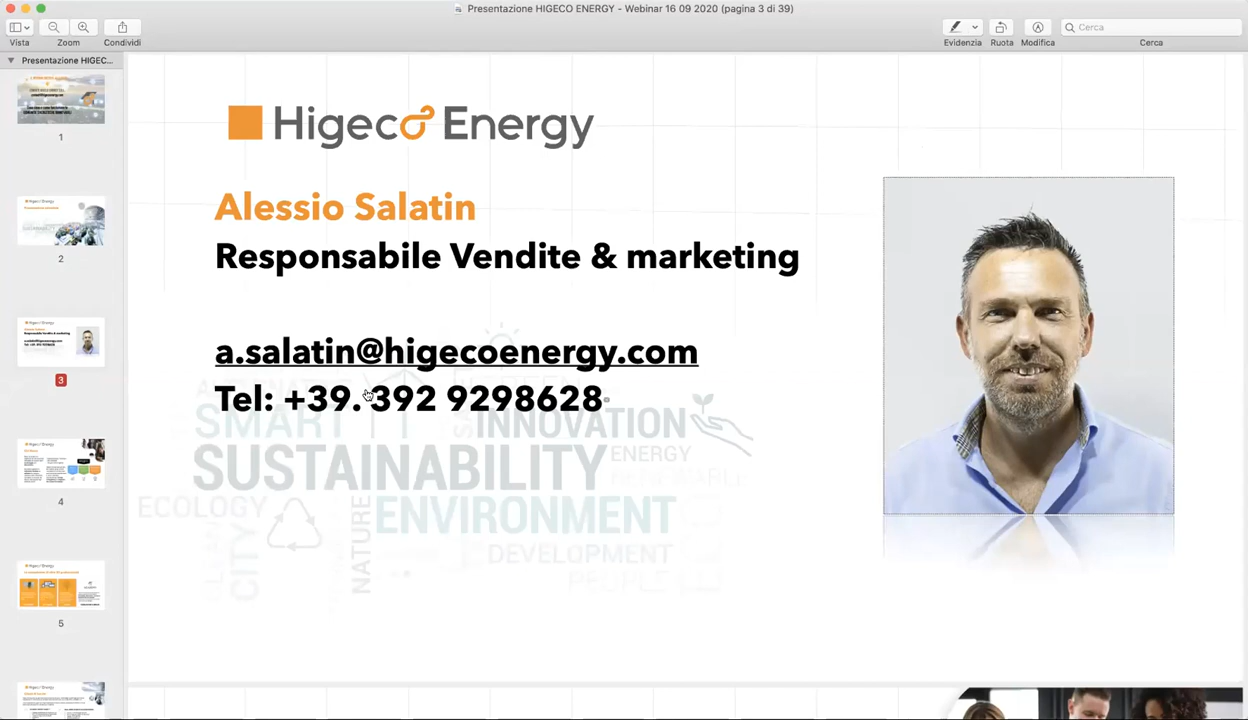 Presentazione HIGECO ENERGY - Webinar 16 09 2020 (pagina 3 di 39)
Vista
Zoom
Condividi
Evidenzia
Ruota
Modifica
Cerca
Cerca
Presentazione HIGEC...
1
2
3
4
5
Higeco Energy
Alessio Salatin
Responsabile Vendite & marketing
a.salatin@higecoenergy.com
Tel: +39. 392 9298628
SMART
INNOVATION
SUSTAINABILITY
ENERGY
ECOLOGY
NATURE
ENVIRONMENT
CITY
DEVELOPMENT
PEOPLE